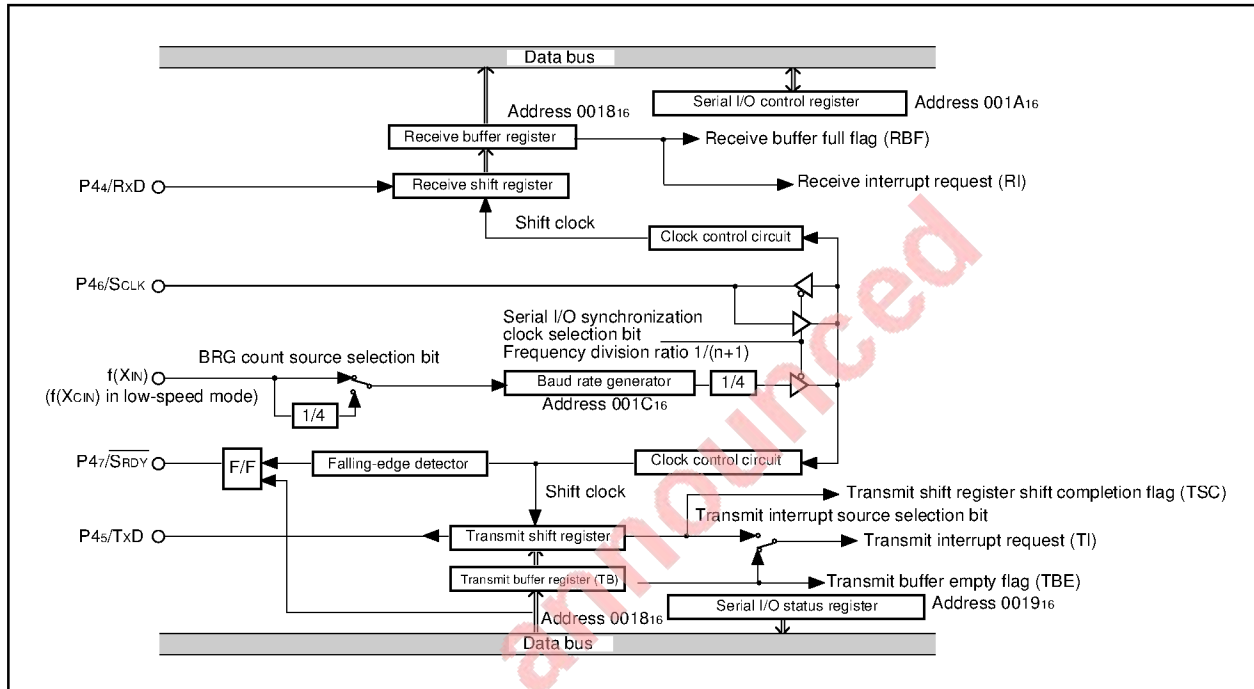 Data bus
Address 001816
Serial I/O control register
Address 001A16
Receive buffer register
Receive buffer full flag (RBF)
P44/RxD
Receive shift register
Receive interrupt request (RI)
Shift clock
Clock control circuit
P46/SCLK
Serial I/O synchronization
clock selection bit
Frequency division ratio 1/(n+1)
BRG count source selection bit
f(XIN)
(f(XCIN) in low-speed mode)
Baud rate generator
1/4
1/4
Address 001C16
P47/SRDY
F/F
Falling-edge detector
Clock control circuit
Shift clock
Transmit shift register shift completion flag (TSC)
Transmit interrupt source selection bit
P45/TxD
Transmit shift register
Transmit interrupt request (TI)
Transmit buffer register (TB)
Transmit buffer empty flag (TBE)
Address 001816
Serial I/O status register
Address 001916
Data bus
announced